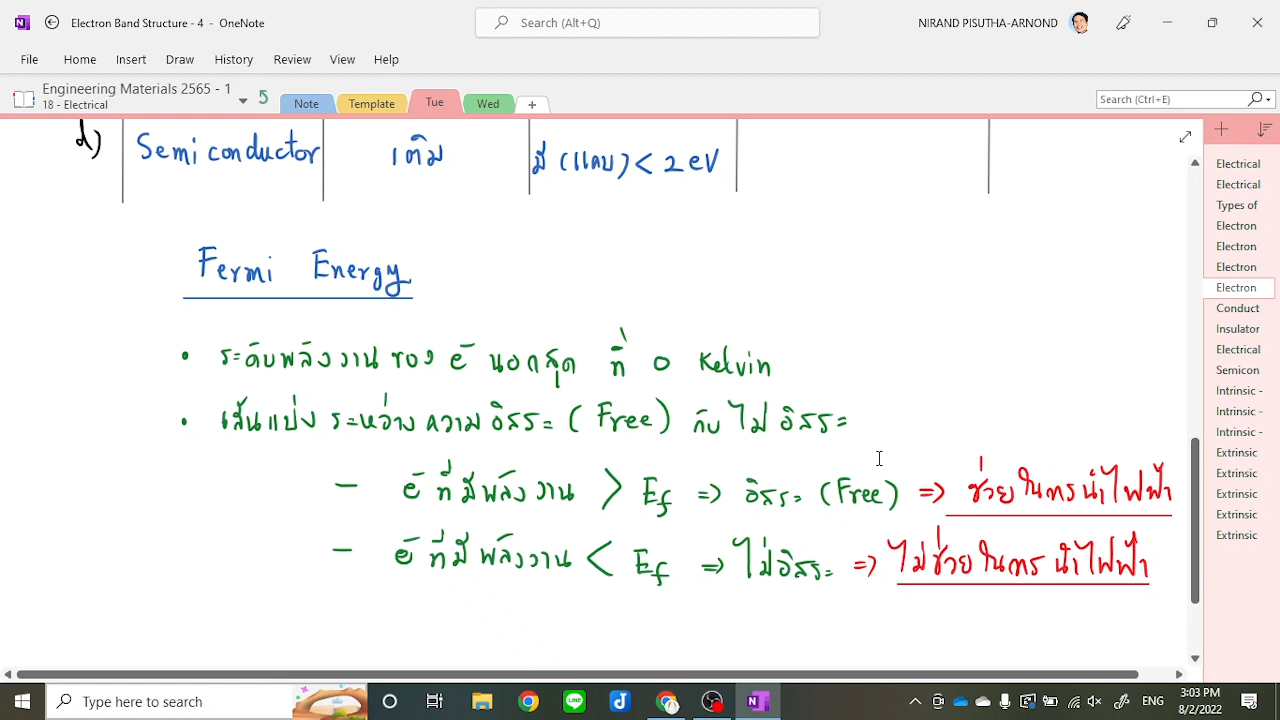 Electron Band Structure - 4 - OneNote
Search (Alt+Q)
NIRAND PISUTHA-ARNOND
File Home Insert Draw History Review View Help
Engineering Materials 2565 - 1
18 - Electrical
Note Template Tue Wed +
Search (Ctrl+E)
d) Semiconductor เติม มี (แคบ) < 2 eV
Fermi Energy
• ระดับพลังงานของ e⁻ นอกสุด ที่ 0 Kelvin
• เส้นแบ่ง ระหว่าง ความอิสระ (Free) กับ ไม่ อิสระ
– e⁻ ที่มีพลังงาน > Ef ⇒ อิสระ (Free) ⇒ ช่วยในการนำไฟฟ้า
– e⁻ ที่มีพลังงาน < Ef ⇒ ไม่อิสระ ⇒ ไม่ช่วยในการนำไฟฟ้า
Electrical
Electrical
Types of
Electron
Electron
Electron
Electron
Conduct
Insulator
Electrical
Semicon
Intrinsic -
Intrinsic -
Intrinsic -
Extrinsic
Extrinsic
Extrinsic
Extrinsic
Extrinsic
Type here to search
ENG
3:03 PM
8/2/2022